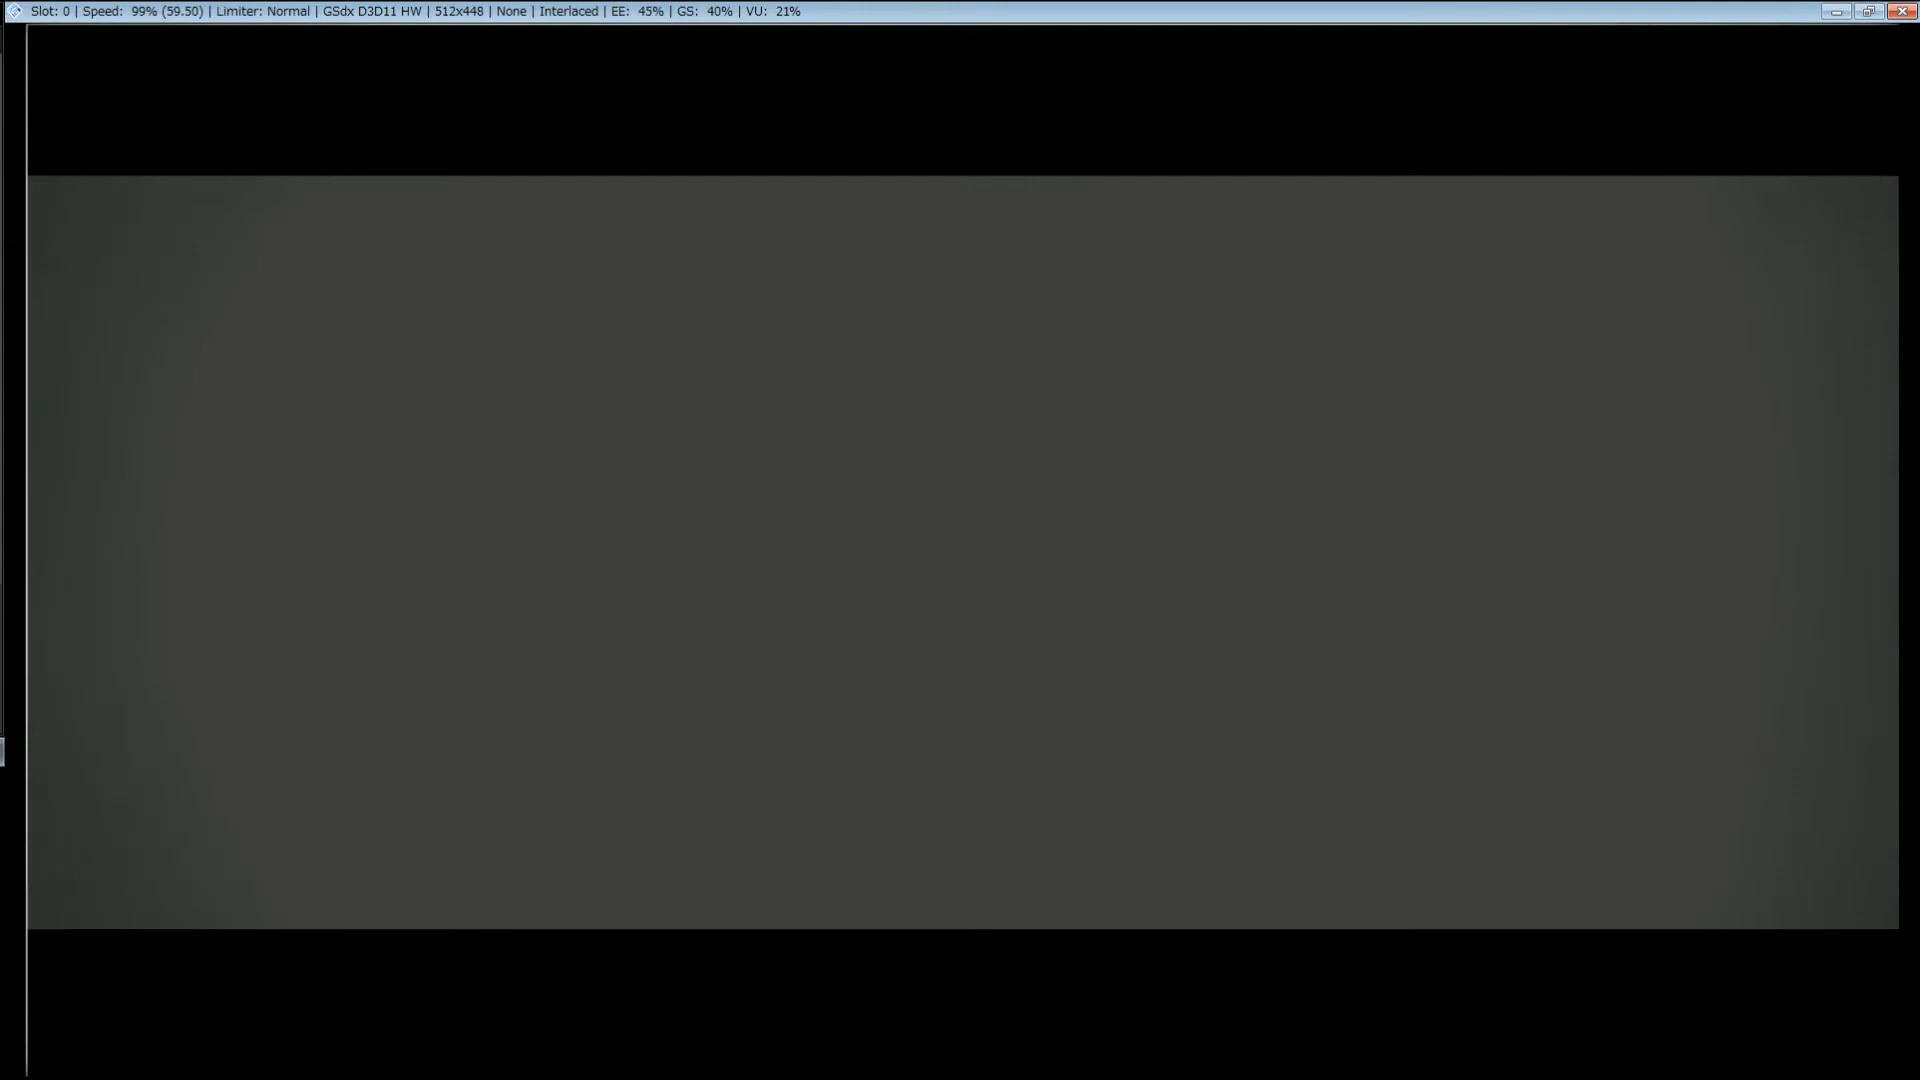 Slot: 0 | Speed: 99% (59.50) | Limiter: Normal | GSdx D3D11 HW | 512x448 | None | Interlaced | EE: 45% | GS: 40% | VU: 21%